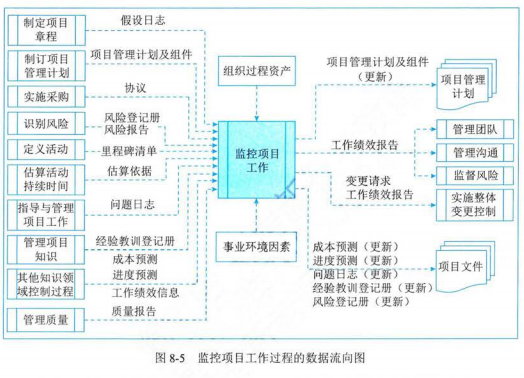 制定项目
章程
假设日志
制订项目
管理计划
项目管理计划及组件
实施采购
协议
识别风险
风险登记册
风险报告
定义活动
里程碑清单
估算活动
持续时间
估算依据
指导与管理
项目工作
问题日志
管理项目
知识
经验教训登记册
其他知识领
域控制过程
成本预测
进度预测
工作绩效信息
管理质量
质量报告
组织过程资产
监控项目
工作
事业环境因素
项目管理计划及组件
（更新）
项目管理
计划
工作绩效报告
管理团队
管理沟通
监督风险
变更请求
工作绩效报告
实施整体
变更控制
成本预测（更新）
进度预测（更新）
问题日志（更新）
经验教训登记册（更新）
风险登记册（更新）
项目文件
图 8-5 监控项目工作过程的数据流向图